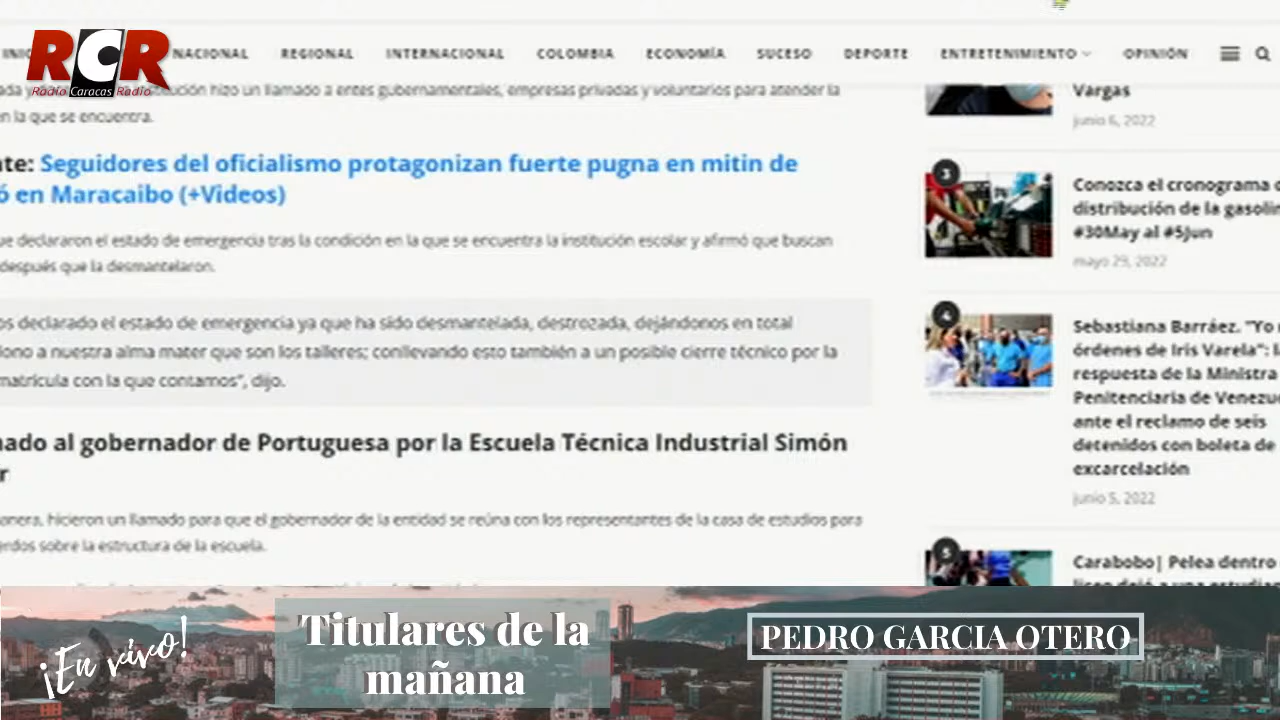 RCR
Radio Caracas Radio
NACIONAL REGIONAL INTERNACIONAL COLOMBIA ECONOMÍA SUCESO DEPORTE ENTRETENIMIENTO OPINIÓN
hizo un llamado a entes gubernamentales, empresas privadas y voluntarios para atender la
en la que se encuentra.
Seguidores del oficialismo protagonizan fuerte pugna en mitin de
en Maracaibo (+Videos)
declararon el estado de emergencia tras la condición en la que se encuentra la institución escolar y afirmó que buscan
después que la desmantelaron.
declarado el estado de emergencia ya que ha sido desmantelada, destrozada, dejándonos en total
a nuestra alma mater que son los talleres; conllevando esto también a un posible cierre técnico por la
matrícula con la que contamos", dijo.
al gobernador de Portuguesa por la Escuela Técnica Industrial Simón
hicieron un llamado para que el gobernador de la entidad se reúna con los representantes de la casa de estudios para
sobre la estructura de la escuela.
Vargas
junio 6, 2022
3
Conozca el cronograma
distribución de la
#30May al #5Jun
mayo 29, 2022
4
Sebastiana Barráez. "Yo
órdenes de Iris Varela":
respuesta de la Ministra
Penitenciaria de
ante el reclamo de seis
detenidos con boleta de
excarcelación
junio 5, 2022
5
Carabobo| Pelea dentro
¡En vivo!
Titulares de la
mañana
PEDRO GARCIA OTERO